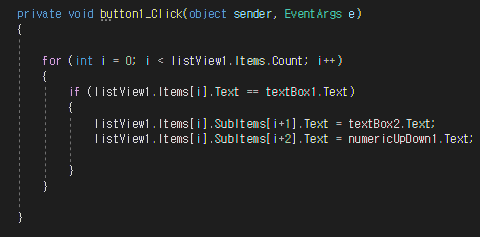 private void button1_Click(object sender, EventArgs e)
{
for (int i = 0; i < listView1.Items.Count; i++)
{
if (listView1.Items[i].Text == textBox1.Text)
{
listView1.Items[i].SubItems[i+1].Text = textBox2.Text;
listView1.Items[i].SubItems[i+2].Text = numericUpDown1.Text;
}
}
}